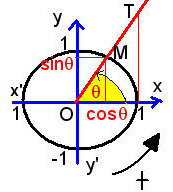 y
T
1
M
sinθ
x'
θ
x
1
O
cosθ
1
-1
y'
+